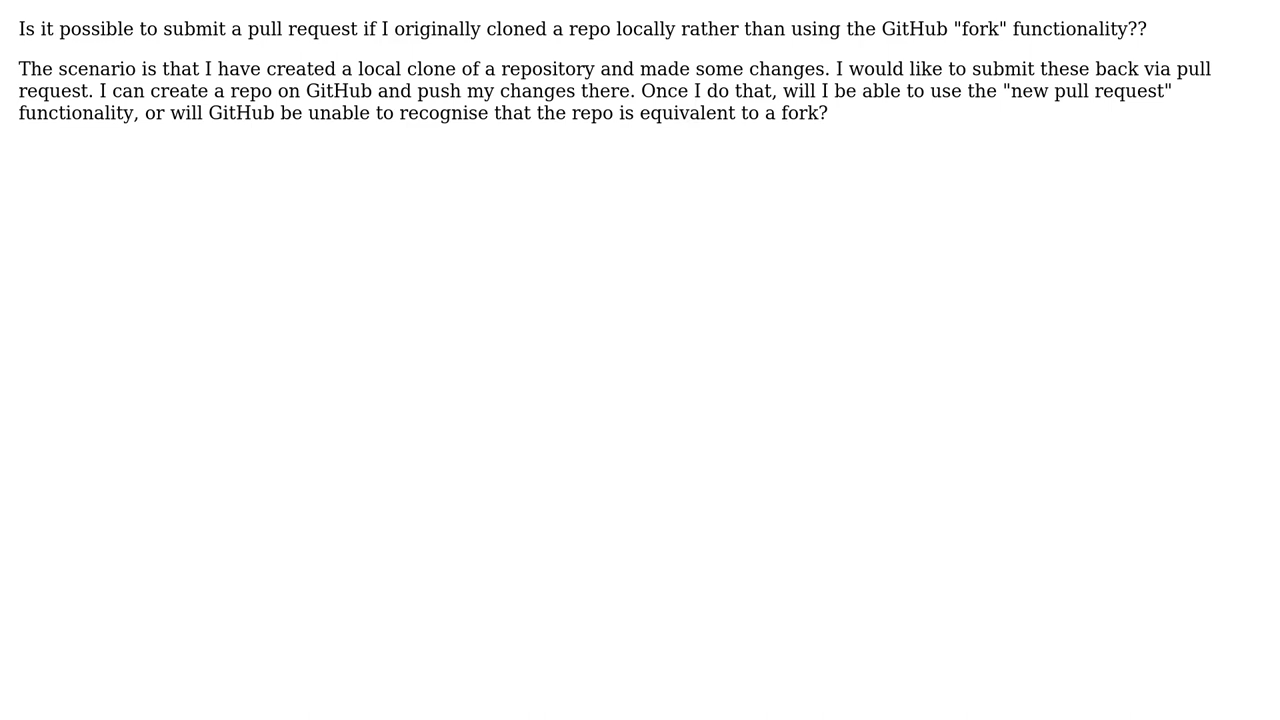 Is it possible to submit a pull request if I originally cloned a repo locally rather than using the GitHub "fork" functionality??
The scenario is that I have created a local clone of a repository and made some changes. I would like to submit these back via pull
request. I can create a repo on GitHub and push my changes there. Once I do that, will I be able to use the "new pull request"
functionality, or will GitHub be unable to recognise that the repo is equivalent to a fork?